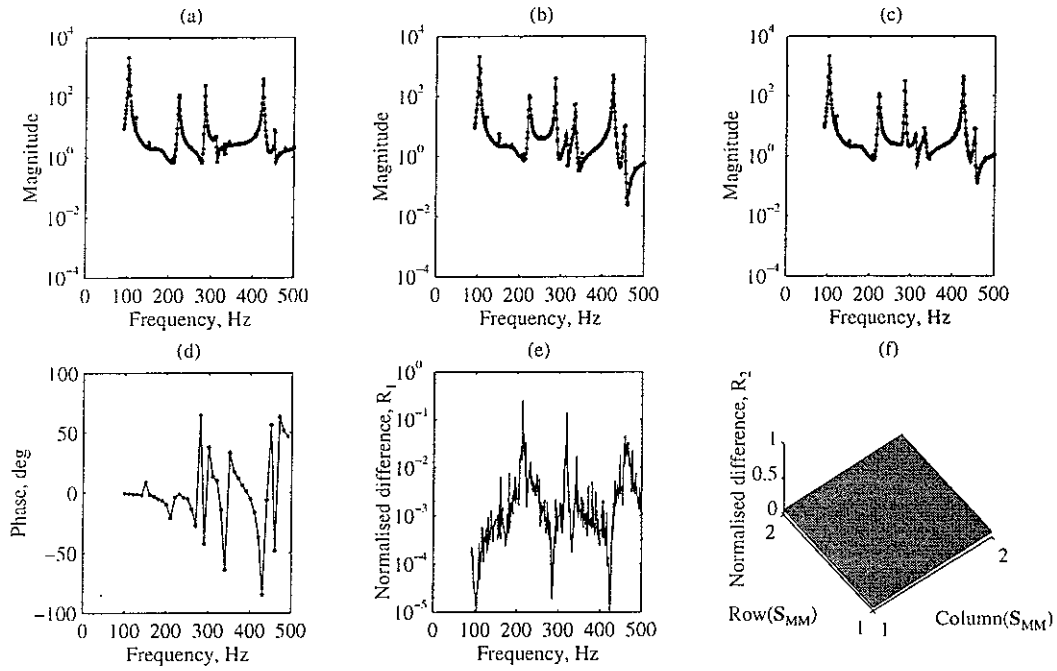 (a)
10^4
10^2
10^0
10^−2
10^−4
Magnitude
0 100 200 300 400 500
Frequency, Hz
(b)
10^4
10^2
10^0
10^−2
10^−4
Magnitude
0 100 200 300 400 500
Frequency, Hz
(c)
10^4
10^2
10^0
10^−2
10^−4
Magnitude
0 100 200 300 400 500
Frequency, Hz
(d)
100
50
0
−50
−100
Phase, deg
0 100 200 300 400 500
Frequency, Hz
(e)
10^0
10^−1
10^−2
10^−3
10^−4
10^−5
Normalised difference, R_1
0 100 200 300 400 500
Frequency, Hz
(f)
Normalised difference, R_2
1
0.5
0
2
2
Row(S_MM)
1 1
Column(S_MM)